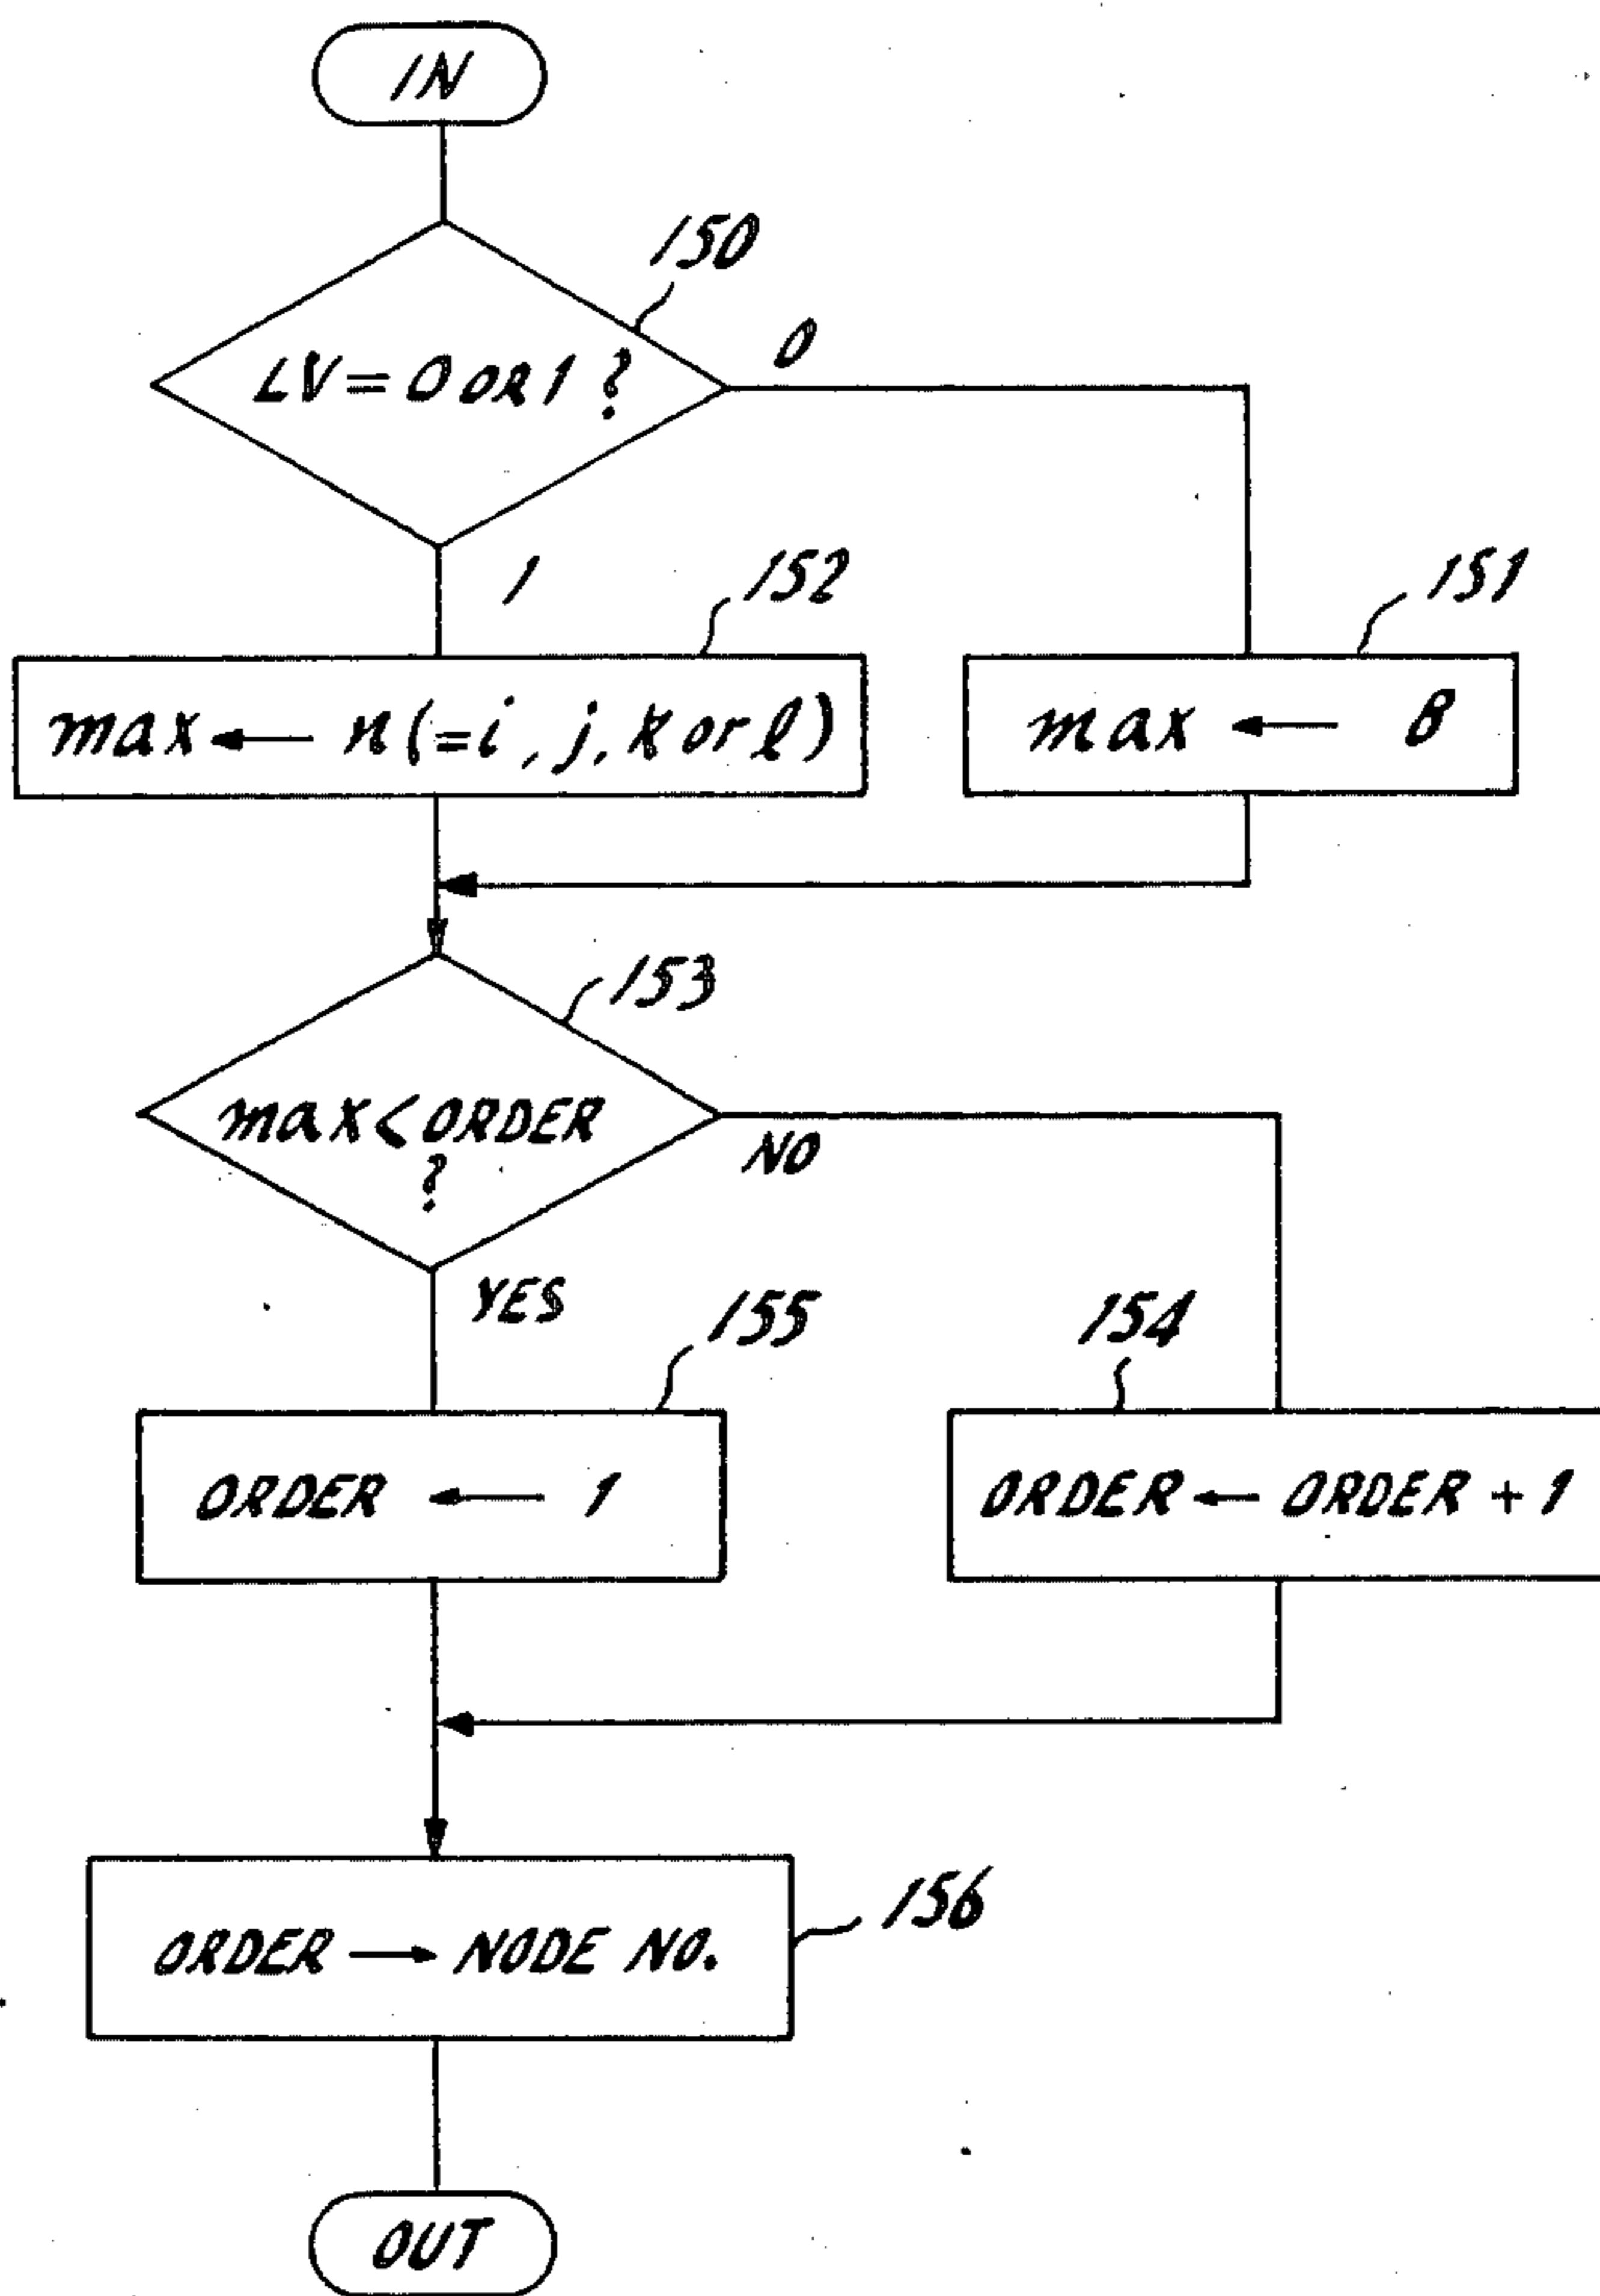 IN
150
LV = 0 OR 1 ?
0
1
152
151
max ← n (= i, j, k or l)
max ← 8
153
max < ORDER
?
NO
YES
155
154
ORDER ← 1
ORDER ← ORDER + 1
156
ORDER → NODE NO.
OUT